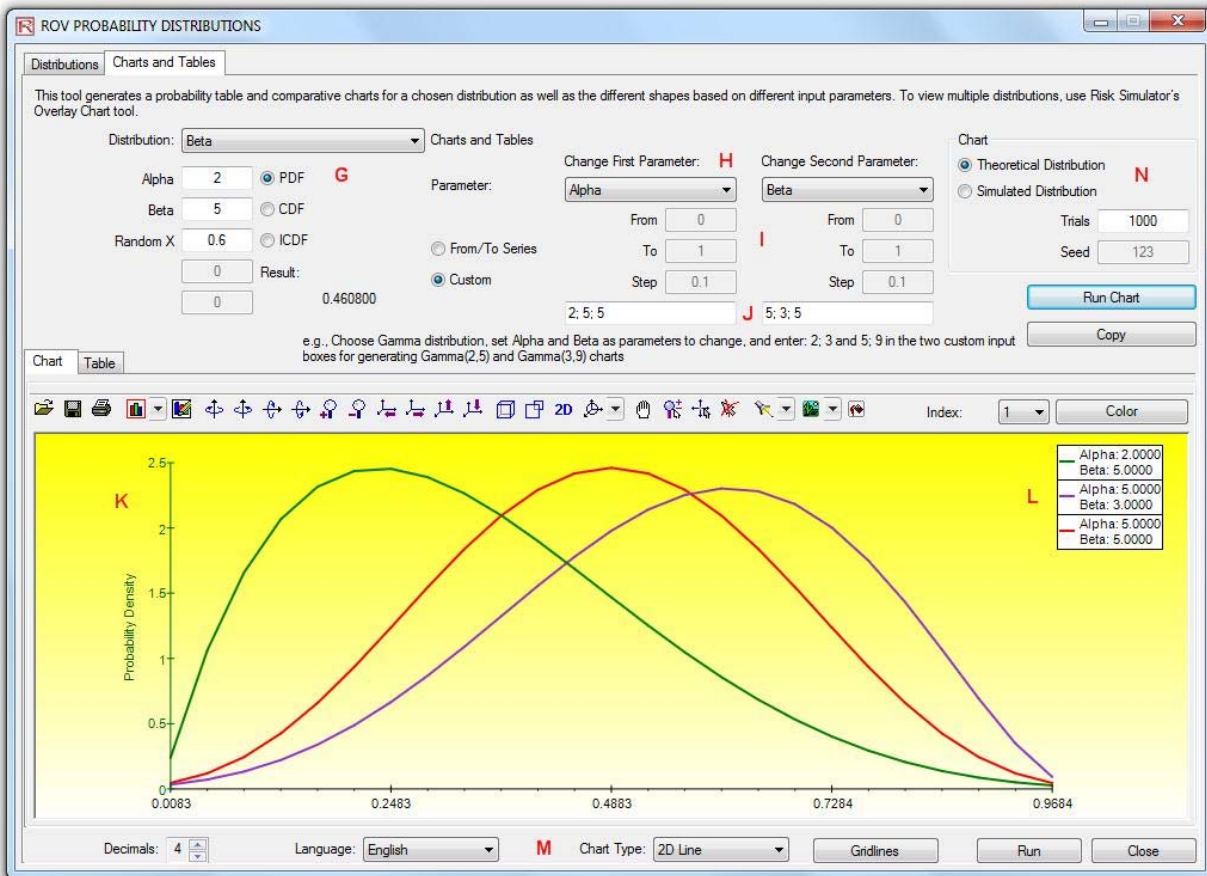 ROV PROBABILITY DISTRIBUTIONS
Distributions Charts and Tables
This tool generates a probability table and comparative charts for a chosen distribution as well as the different shapes based on different input parameters. To view multiple distributions, use Risk Simulator's
Overlay Chart tool.
Distribution: Beta Charts and Tables
Chart
Change First Parameter: H Change Second Parameter:
Theoretical Distribution N
Alpha 2 PDF G
Parameter: Alpha Beta
Simulated Distribution
Beta 5 CDF
From 0 From 0
Trials 1000
Random X 0.6 ICDF
From/To Series To 1 I To 1
Seed 123
0 Result:
Custom Step 0.1 Step 0.1
Run Chart
0 0.460800
2; 5; 5 J 5; 3; 5
Copy
e.g., Choose Gamma distribution, set Alpha and Beta as parameters to change, and enter: 2; 3 and 5; 9 in the two custom input
boxes for generating Gamma(2,5) and Gamma(3,9) charts
Chart Table
2D Index: 1 Color
K
L
Alpha: 2.0000
Beta: 5.0000
Alpha: 5.0000
Beta: 3.0000
Alpha: 5.0000
Beta: 5.0000
Probability Density
2.5
2
1.5
1
0.5
0
0.0083 0.2483 0.4883 0.7284 0.9684
Decimals: 4 Language: English M Chart Type: 2D Line Gridlines Run Close